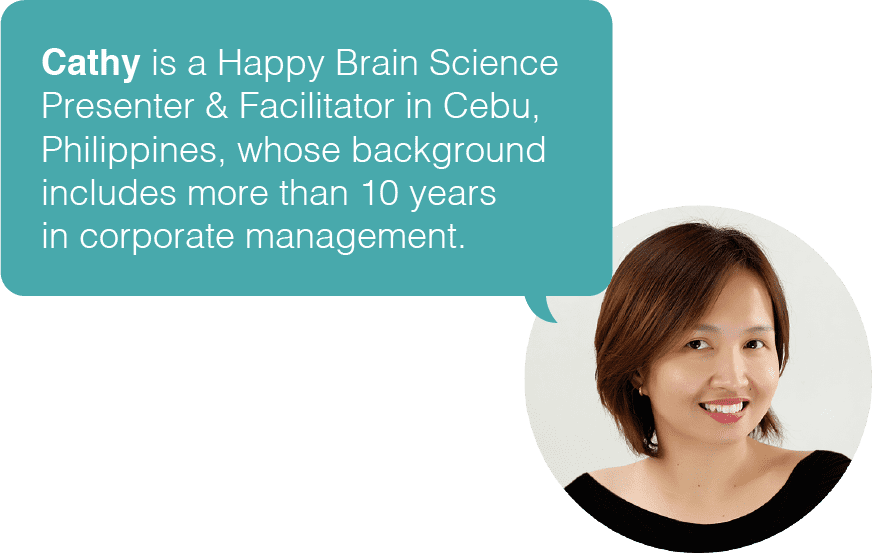 Cathy is a Happy Brain Science
Presenter & Facilitator in Cebu,
Philippines, whose background
includes more than 10 years
in corporate management.